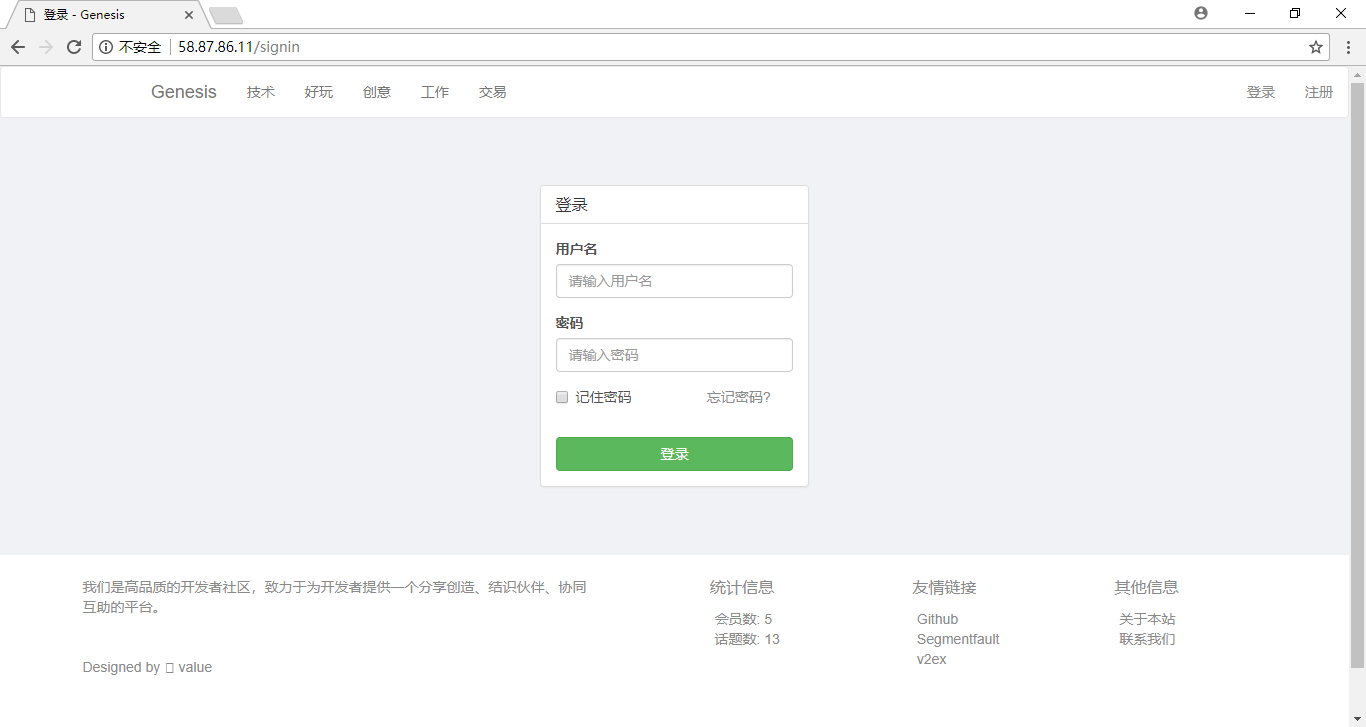 登录 - Genesis
不安全 58.87.86.11/signin
Genesis 技术 好玩 创意 工作 交易 登录 注册
登录
用户名
请输入用户名
密码
请输入密码
记住密码 忘记密码?
登录
我们是高品质的开发者社区，致力于为开发者提供一个分享创造、结识伙伴、协同
互助的平台。
Designed by value
统计信息
会员数: 5
话题数: 13
友情链接
Github
Segmentfault
v2ex
其他信息
关于本站
联系我们